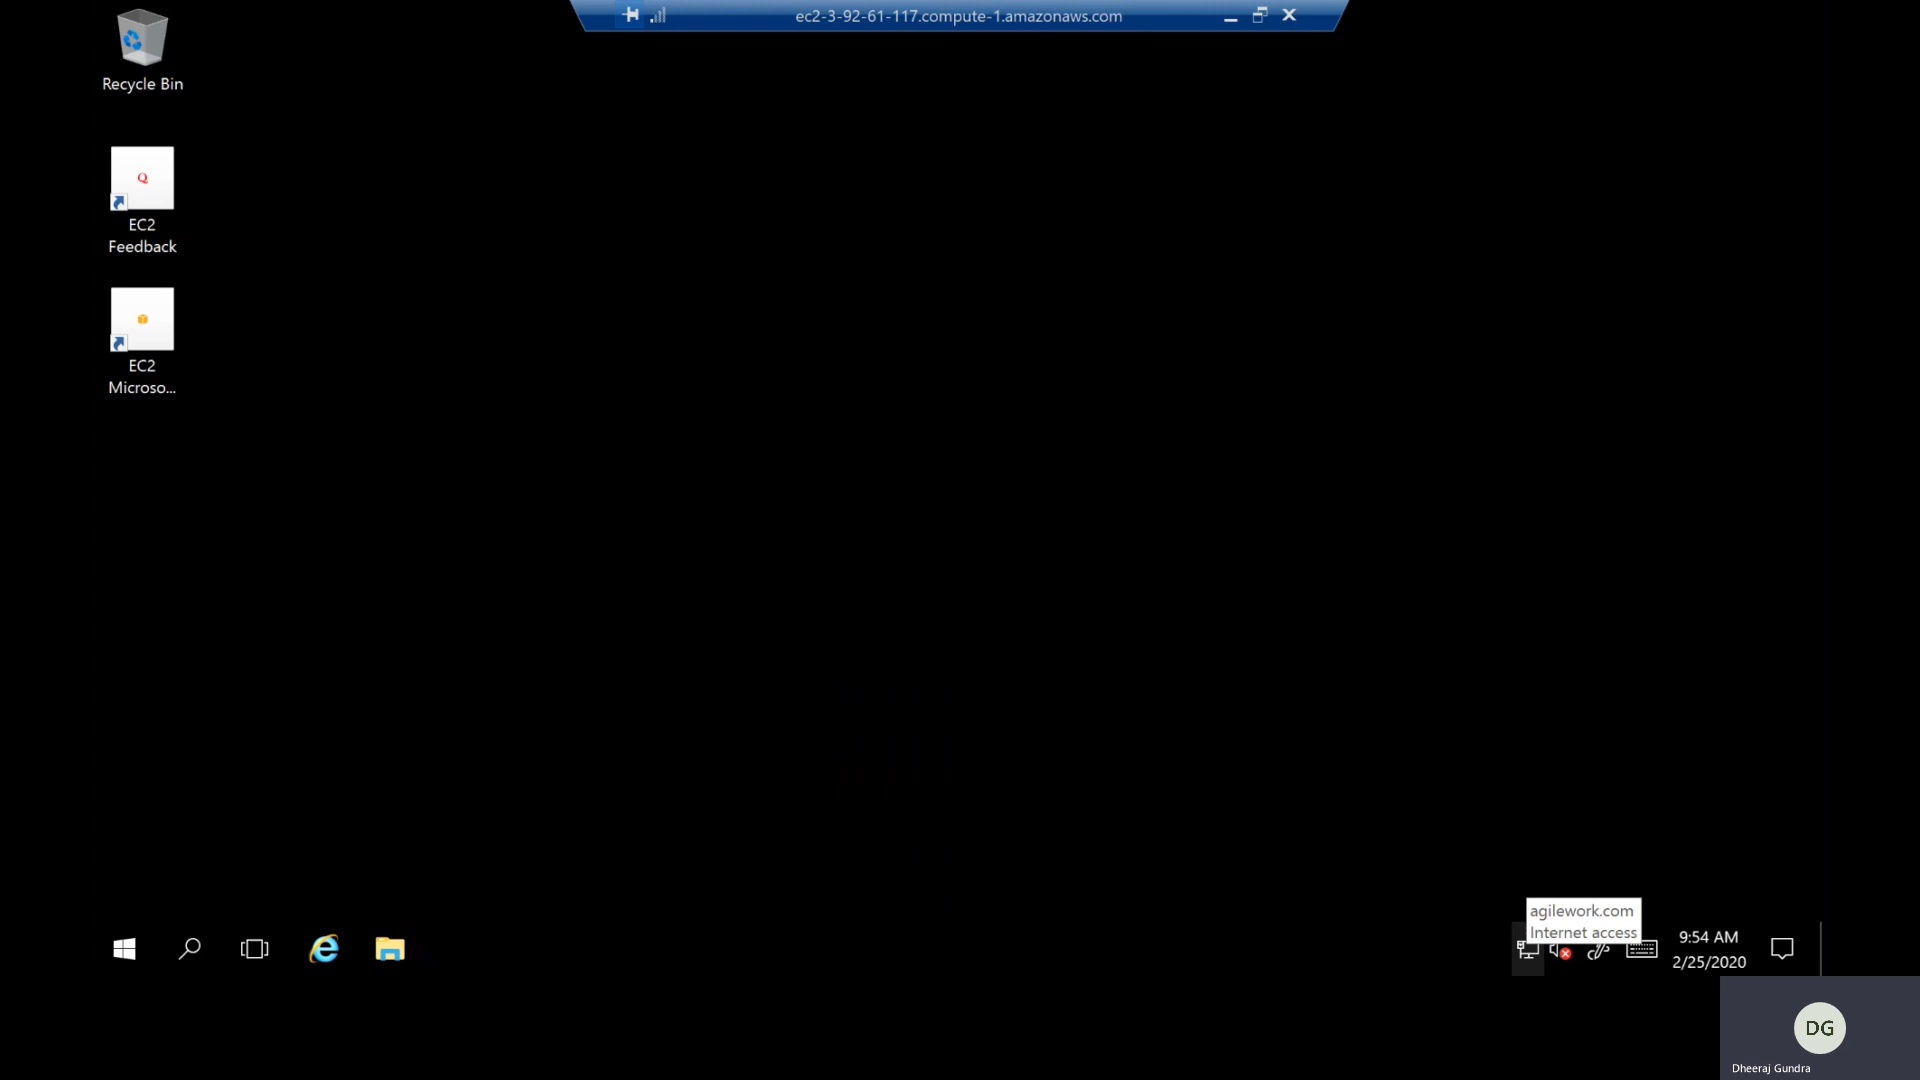 ec2-3-92-61-117.compute-1.amazonaws.com
Recycle Bin
Q
EC2
Feedback
EC2
Microso...
agilework.com
Internet access
9:54 AM
2/25/2020
DG
Dheeraj Gundra